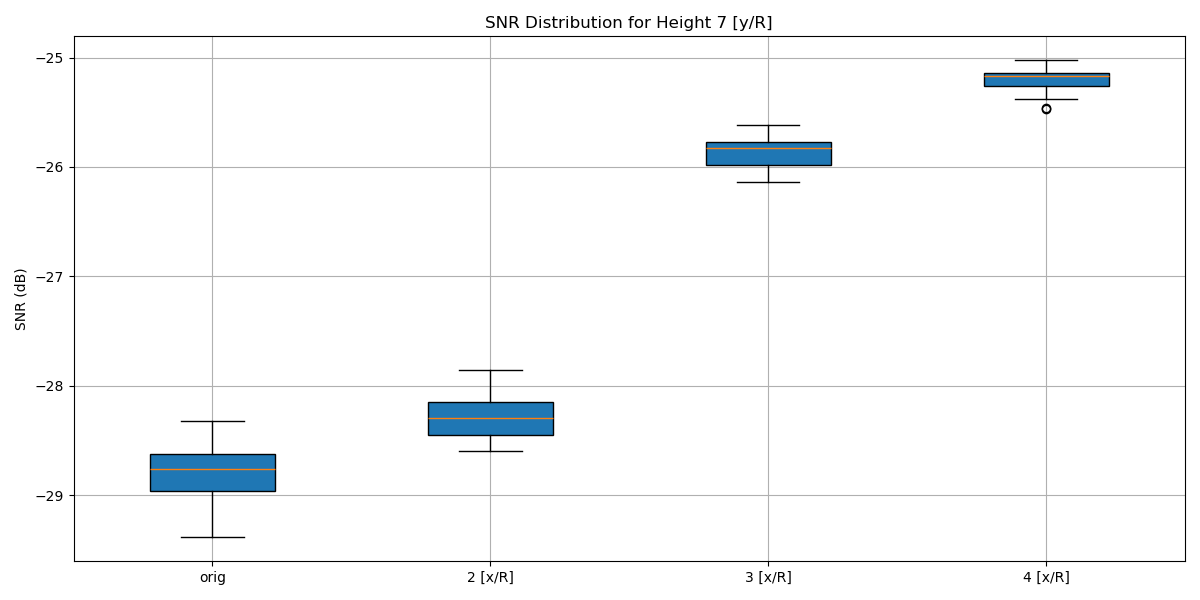 SNR Distribution for Height 7 [y/R]
SNR (dB)
−25
−26
−27
−28
−29
orig
2 [x/R]
3 [x/R]
4 [x/R]